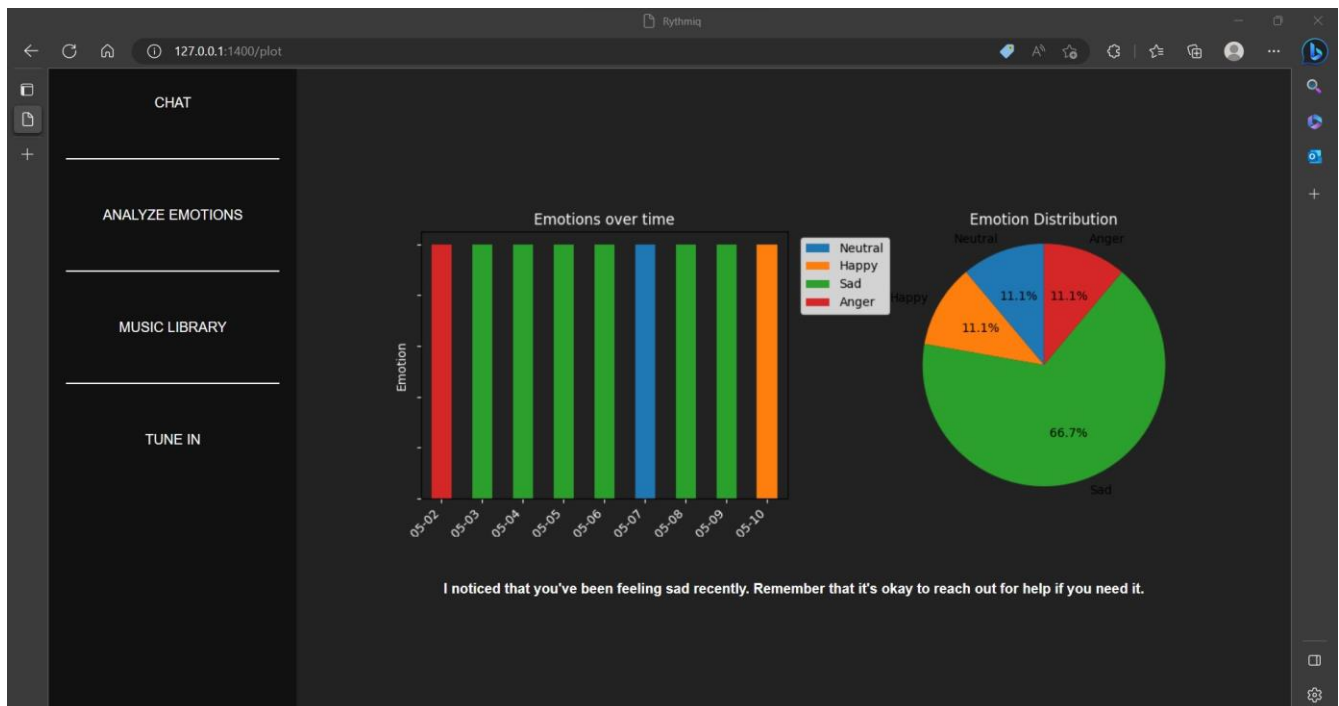 Rythmiq
127.0.0.1:1400/plot
CHAT
ANALYZE EMOTIONS
MUSIC LIBRARY
TUNE IN
Emotions over time
Emotion
05-02 05-03 05-04 05-05 05-06 05-07 05-08 05-09 05-10
Neutral
Happy
Sad
Anger
Emotion Distribution
Neutral
Anger
Happy
11.1%
11.1%
11.1%
66.7%
Sad
I noticed that you've been feeling sad recently. Remember that it's okay to reach out for help if you need it.